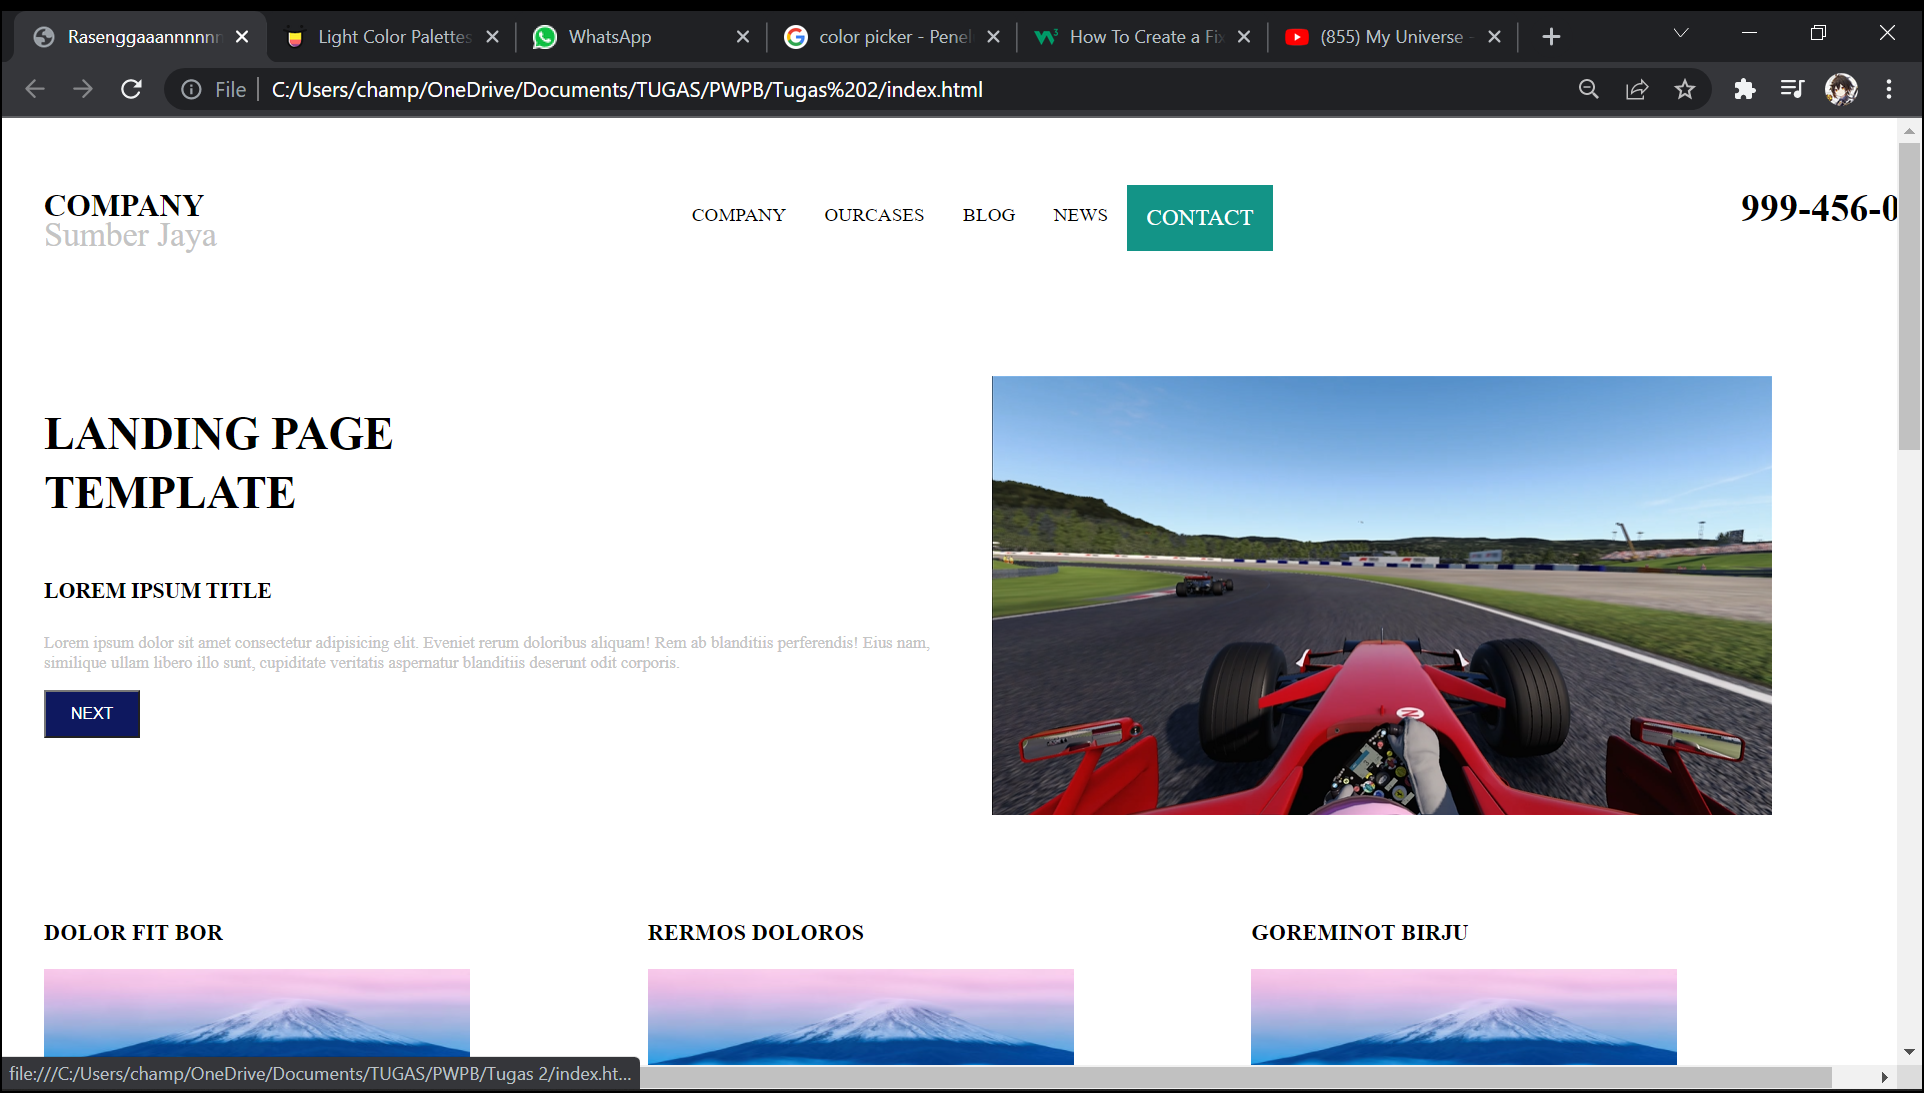 Rasenggaaannnnnn
Light Color Palettes
WhatsApp
color picker - Penel
How To Create a Fix
(855) My Universe -
File
C:/Users/champ/OneDrive/Documents/TUGAS/PWPB/Tugas%202/index.html
COMPANY
Sumber Jaya
COMPANY
OURCASES
BLOG
NEWS
CONTACT
999-456-0
LANDING PAGE
TEMPLATE
LOREM IPSUM TITLE
Lorem ipsum dolor sit amet consectetur adipisicing elit. Eveniet rerum doloribus aliquam! Rem ab blanditiis perferendis! Eius nam,
similique ullam libero illo sunt, cupiditate veritatis aspernatur blanditiis deserunt odit corporis.
NEXT
DOLOR FIT BOR
RERMOS DOLOROS
GOREMINOT BIRJU
file:///C:/Users/champ/OneDrive/Documents/TUGAS/PWPB/Tugas 2/index.ht...